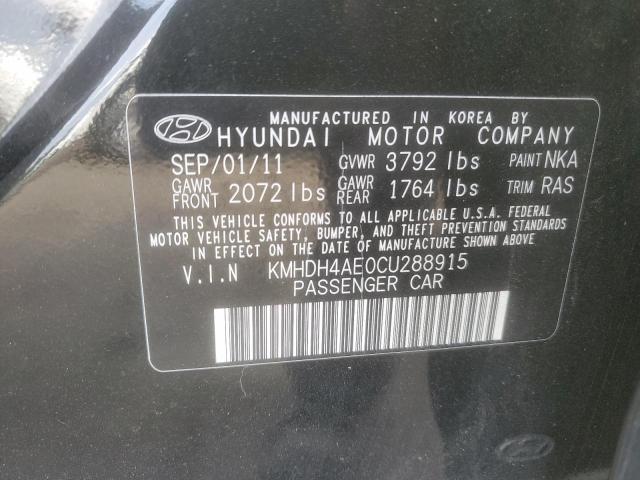 MANUFACTURED IN KOREA BY
HYUNDAI MOTOR COMPANY
SEP/01/11 GVWR 3792 lbs PAINT NKA
GAWR FRONT 2072 lbs GAWR REAR 1764 lbs TRIM RAS
THIS VEHICLE CONFORMS TO ALL APPLICABLE U.S.A. FEDERAL
MOTOR VEHICLE SAFETY, BUMPER, AND THEFT PREVENTION STANDARDS
IN EFFECT ON THE DATE OF MANUFACTURE SHOWN ABOVE.
V.I.N KMHDH4AE0CU288915
PASSENGER CAR